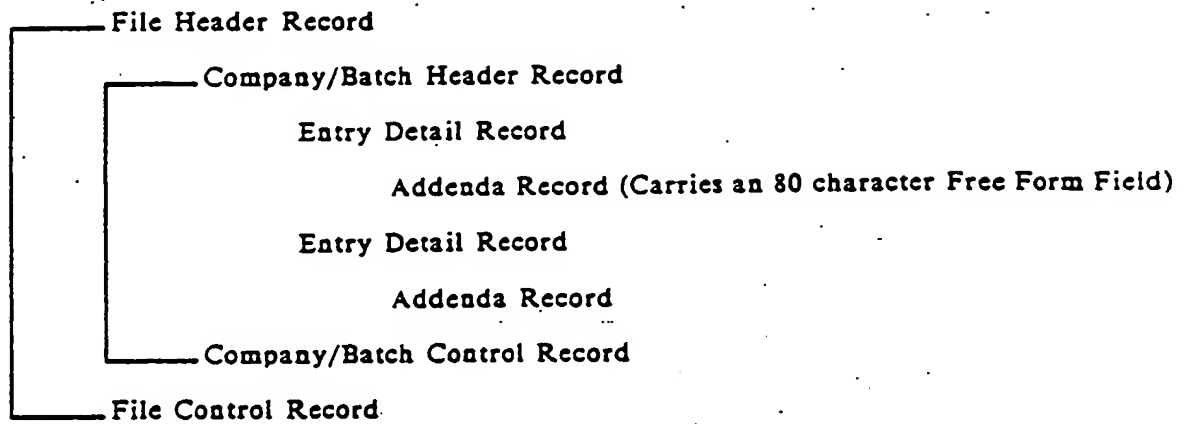 File Header Record
Company/Batch Header Record
Entry Detail Record
Addenda Record (Carries an 80 character Free Form Field)
Entry Detail Record
Addenda Record
Company/Batch Control Record
File Control Record